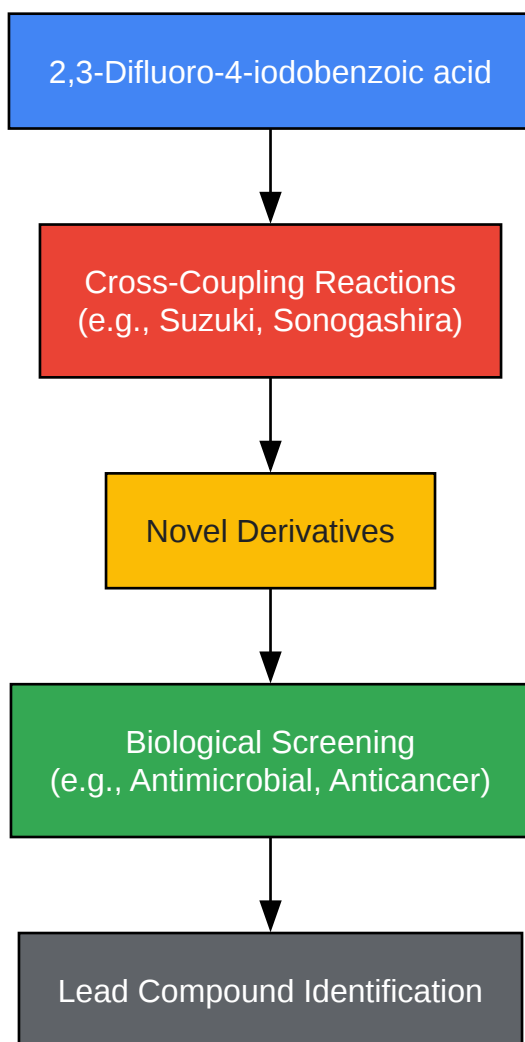 2,3-Difluoro-4-iodobenzoic acid
Cross-Coupling Reactions
(e.g., Suzuki, Sonogashira)
Novel Derivatives
Biological Screening
(e.g., Antimicrobial, Anticancer)
Lead Compound Identification